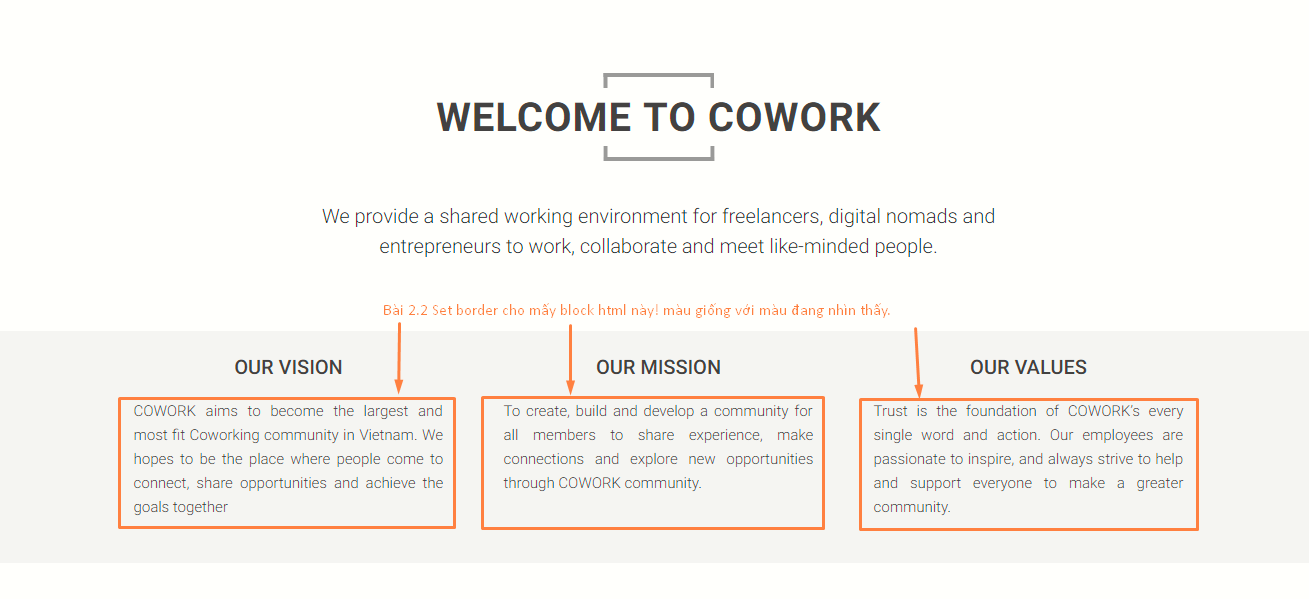 WELCOME TO COWORK
We provide a shared working environment for freelancers, digital nomads and
entrepreneurs to work, collaborate and meet like-minded people.
Bài 2.2 Set border cho mấy block html này! màu giống với màu đang nhìn thấy.
OUR VISION
COWORK aims to become the largest and
most fit Coworking community in Vietnam. We
hopes to be the place where people come to
connect, share opportunities and achieve the
goals together
OUR MISSION
To create, build and develop a community for
all members to share experience, make
connections and explore new opportunities
through COWORK community.
OUR VALUES
Trust is the foundation of COWORK's every
single word and action. Our employees are
passionate to inspire, and always strive to help
and support everyone to make a greater
community.